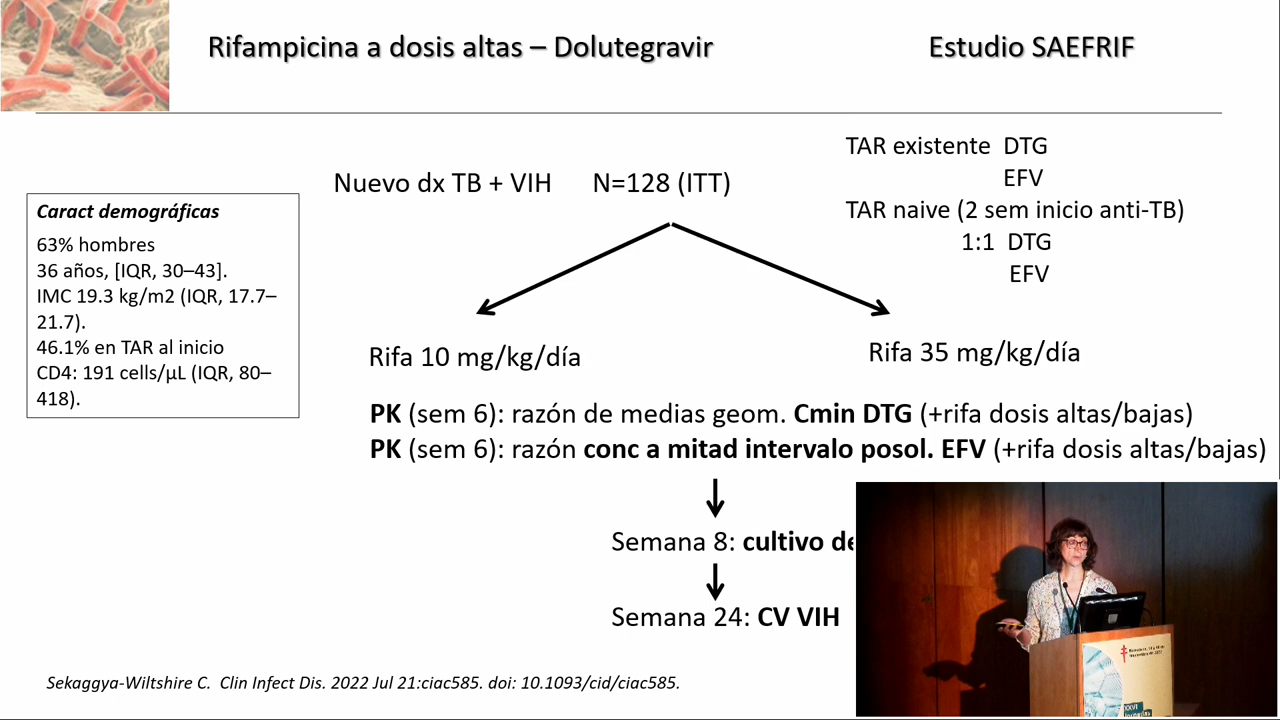 Rifampicina a dosis altas – Dolutegravir
Estudio SAEFRIF
TAR existente DTG
EFV
TAR naive (2 sem inicio anti-TB)
1:1 DTG
EFV
Nuevo dx TB + VIH
N=128 (ITT)
Caract demográficas
63% hombres
36 años, [IQR, 30–43].
IMC 19.3 kg/m2 (IQR, 17.7–
21.7).
46.1% en TAR al inicio
CD4: 191 cells/µL (IQR, 80–
418).
Rifa 10 mg/kg/día
Rifa 35 mg/kg/día
PK (sem 6): razón de medias geom. Cmin DTG (+rifa dosis altas/bajas)
PK (sem 6): razón conc a mitad intervalo posol. EFV (+rifa dosis altas/bajas)
Semana 8: cultivo de
Semana 24: CV VIH
Sekaggya-Wiltshire C. Clin Infect Dis. 2022 Jul 21:ciac585. doi: 10.1093/cid/ciac585.
XXVI